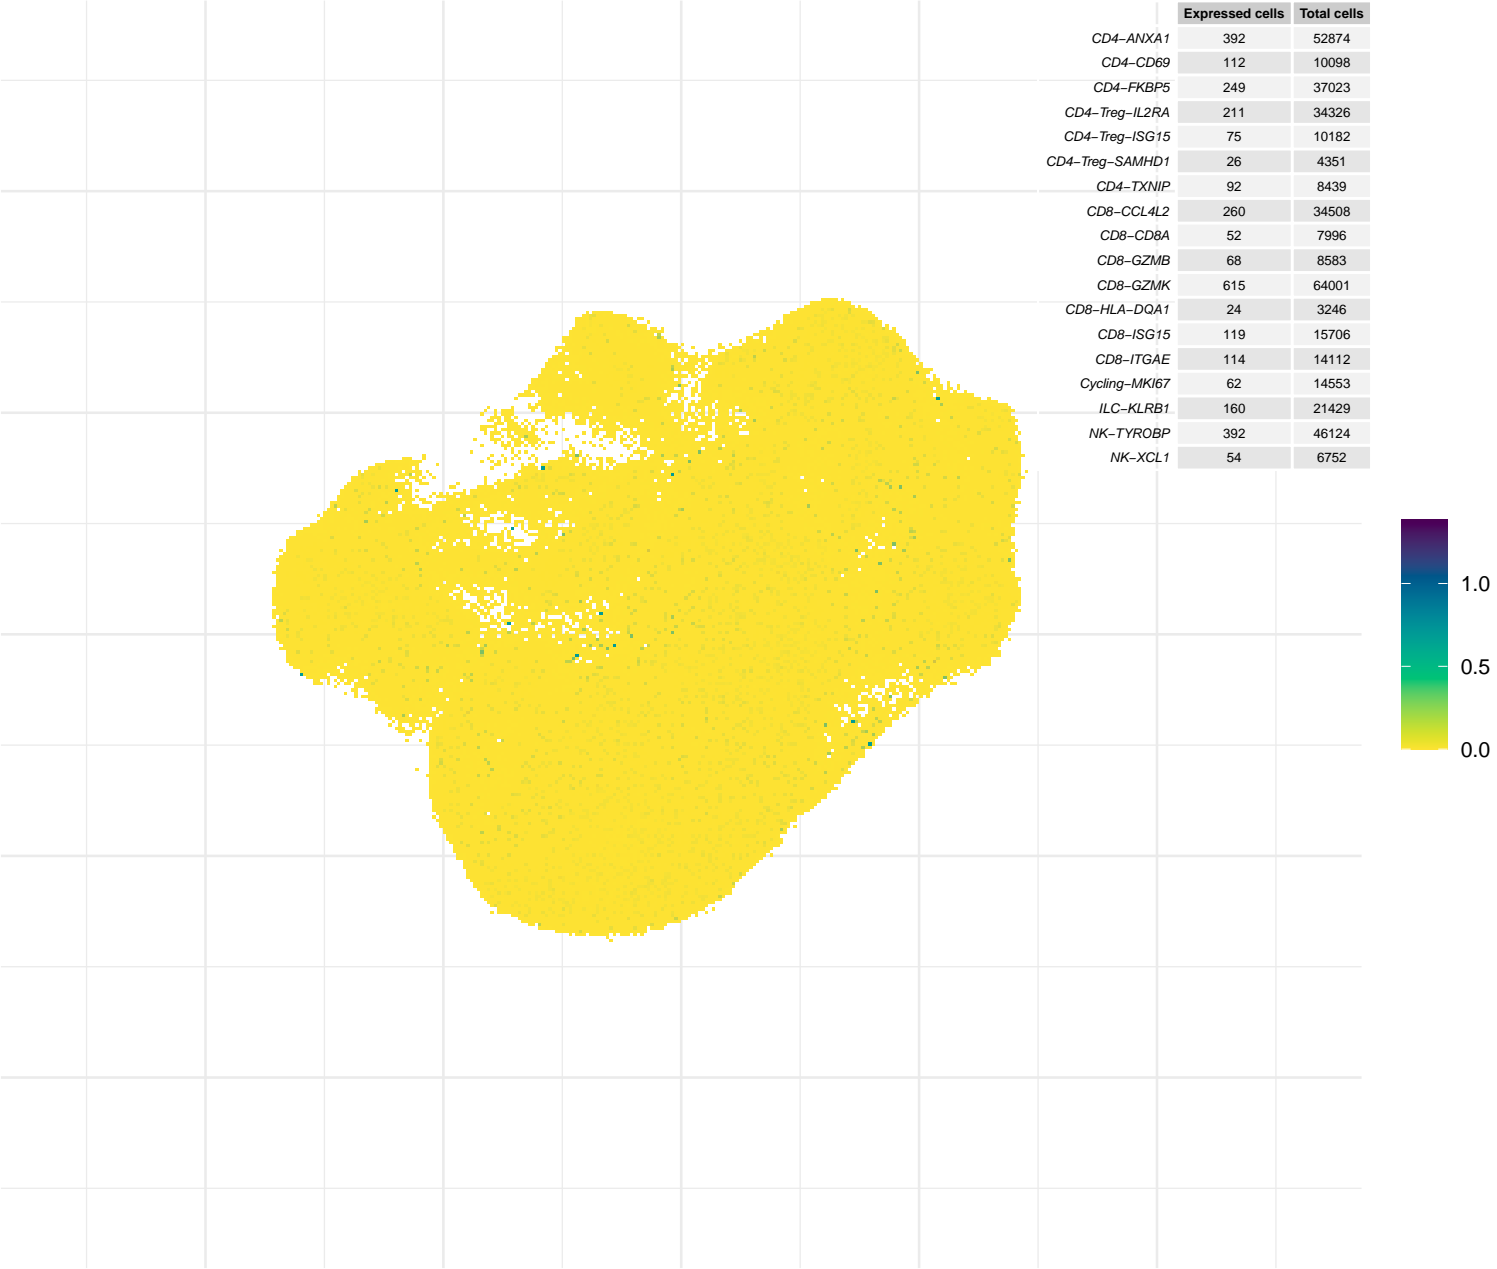 Expressed cells Total cells
CD4−ANXA1 392 52874
CD4−CD69 112 10098
CD4−FKBP5 249 37023
CD4−Treg−IL2RA 211 34326
CD4−Treg−ISG15 75 10182
CD4−Treg−SAMHD1 26 4351
CD4−TXNIP 92 8439
CD8−CCL4L2 260 34508
CD8−CD8A 52 7996
CD8−GZMB 68 8583
CD8−GZMK 615 64001
CD8−HLA−DQA1 24 3246
CD8−ISG15 119 15706
CD8−ITGAE 114 14112
Cycling−MKI67 62 14553
ILC−KLRB1 160 21429
NK−TYROBP 392 46124
NK−XCL1 54 6752
1.0
0.5
0.0